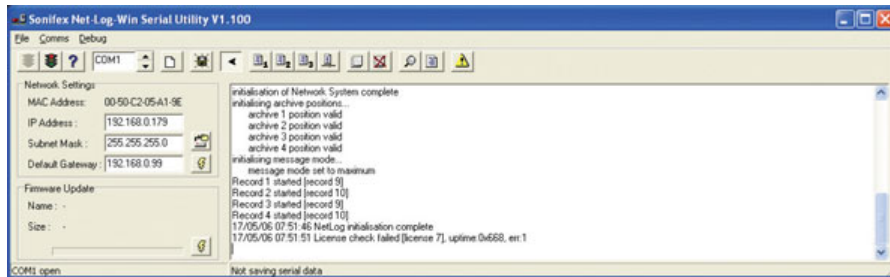 Sonifex Net-Log-Win Serial Utility V1.100
File Comms Debug
COM1
Network Settings
MAC Address: 00-50-C2-05-A1-9E
IP Address : 192.168.0.179
Subnet Mask : 255.255.255.0
Default Gateway : 192.168.0.99
Firmware Update
Name : -
Size : -
initialisation of Network System complete
initialising archive positions...
archive 1 position valid
archive 2 position valid
archive 3 position valid
archive 4 position valid
initialising message mode...
message mode set to maximum
Record 1 started [record 9]
Record 2 started [record 10]
Record 3 started [record 9]
Record 4 started [record 10]
17/05/06 07:51:46 NetLog initialisation complete
17/05/06 07:51:51 License check failed [license 7], uptime:0x668, err:1
COM1 open
Not saving serial data